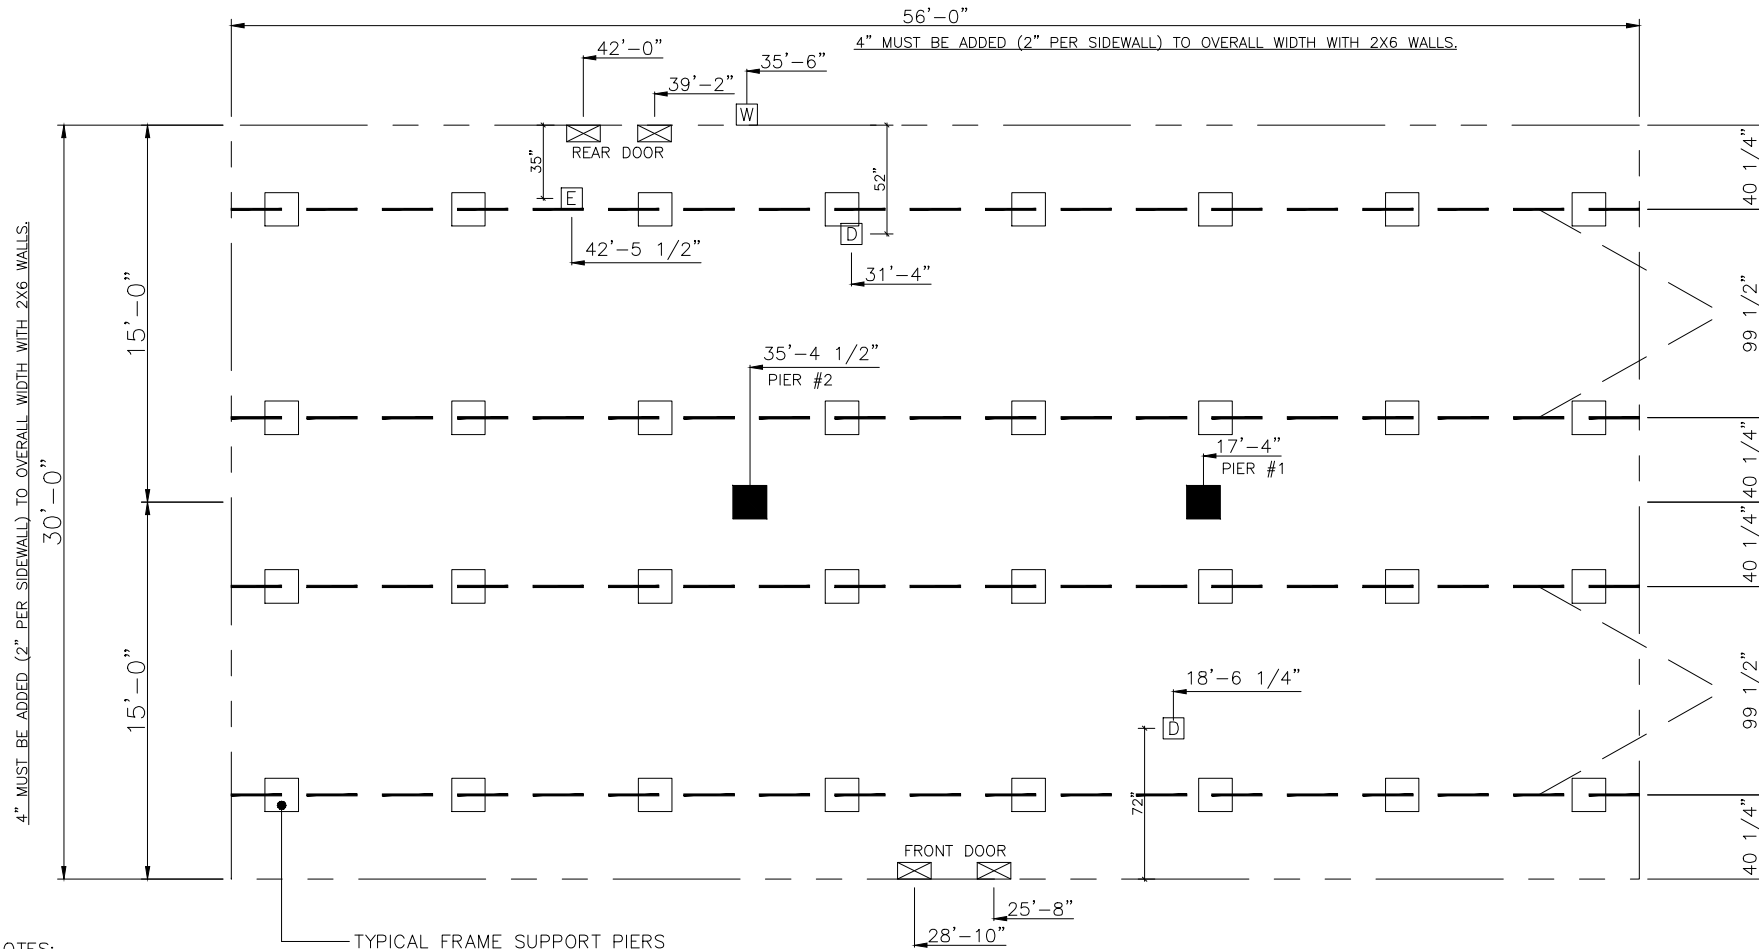 56'-0"
4" MUST BE ADDED (2" PER SIDEWALL) TO OVERALL WIDTH WITH 2X6 WALLS.
42'-0"
35'-6"
39'-2"
W
REAR DOOR
35"
52"
40 1/4"
E
D
42'-5 1/2"
31'-4"
4" MUST BE ADDED (2" PER SIDEWALL) TO OVERALL WIDTH WITH 2X6 WALLS.
30'-0"
15'-0"
99 1/2"
35'-4 1/2"
PIER #2
17'-4"
PIER #1
40 1/4"
40 1/4"
15'-0"
18'-6 1/4"
D
99 1/2"
72"
40 1/4"
FRONT DOOR
25'-8"
28'-10"
TYPICAL FRAME SUPPORT PIERS